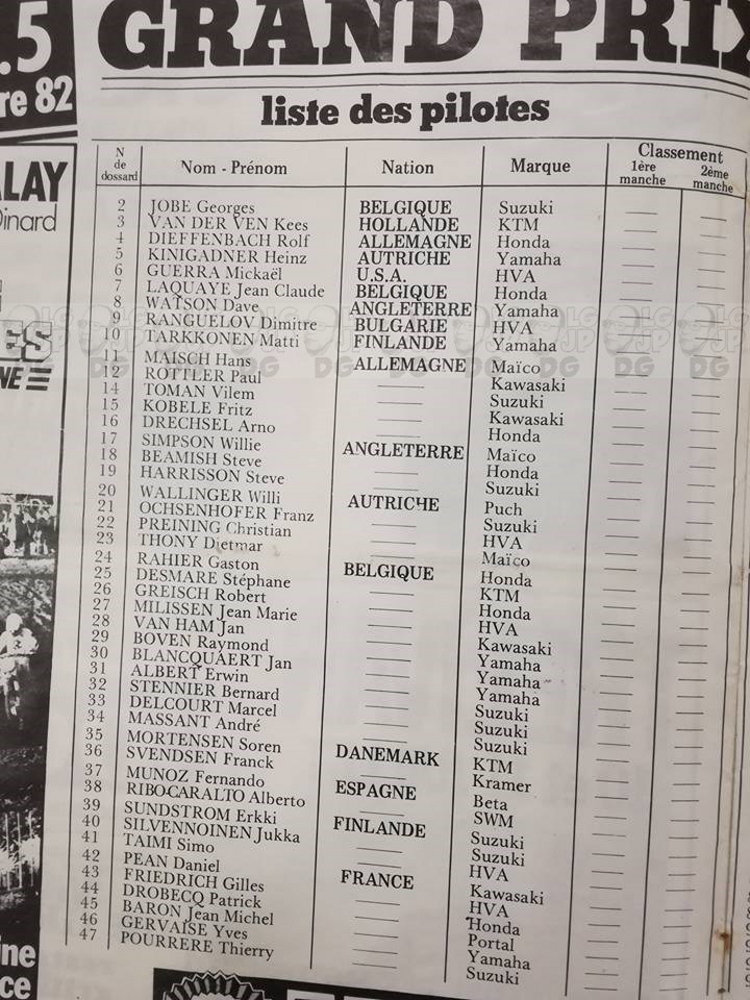 .5
re 82
GRAND PRIX
liste des pilotes
N de dossard Nom - Prénom Nation Marque Classement 1ère manche 2ème manche
2 JOBE Georges BELGIQUE Suzuki
3 VAN DER VEN Kees HOLLANDE KTM
4 DIEFFENBACH Rolf ALLEMAGNE Honda
5 KINIGADNER Heinz AUTRICHE Yamaha
6 GUERRA Mickaël U.S.A. HVA
7 LAQUAYE Jean Claude BELGIQUE Honda
8 WATSON Dave ANGLETERRE Yamaha
9 RANGUELOV Dimitre BULGARIE HVA
10 TARKKONEN Matti FINLANDE Yamaha
11 MAISCH Hans ALLEMAGNE Maïco
12 ROTTLER Paul Kawasaki
14 TOMAN Vilem Suzuki
15 KOBELE Fritz Kawasaki
16 DRECHSEL Arno Honda
17 SIMPSON Willie ANGLETERRE Maïco
18 BEAMISH Steve Honda
19 HARRISSON Steve Suzuki
20 WALLINGER Willi AUTRICHE Puch
21 OCHSENHOFER Franz Suzuki
22 PREINING Christian HVA
23 THONY Dietmar Maïco
24 RAHIER Gaston BELGIQUE Honda
25 DESMARE Stéphane KTM
26 GREISCH Robert Honda
27 MILISSEN Jean Marie HVA
28 VAN HAM Jan Kawasaki
29 BOVEN Raymond Yamaha
30 BLANCQUAERT Jan Yamaha
31 ALBERT Erwin Yamaha
32 STENNIER Bernard Suzuki
33 DELCOURT Marcel Suzuki
34 MASSANT André Suzuki
35 MORTENSEN Soren DANEMARK KTM
36 SVENDSEN Franck Kramer
37 MUNOZ Fernando ESPAGNE Beta
38 RIBO-CARALTO Alberto SWM
39 SUNDSTROM Erkki FINLANDE Suzuki
40 SILVENNOINEN Jukka Suzuki
41 TAIMI Simo HVA
42 PEAN Daniel FRANCE Kawasaki
43 FRIEDRICH Gilles HVA
44 DROBECQ Patrick Honda
45 BARON Jean Michel Portal
46 GERVAISE Yves Yamaha
47 POURRERE Thierry Suzuki
LAY
Dinard
ES
NE
ine
ce